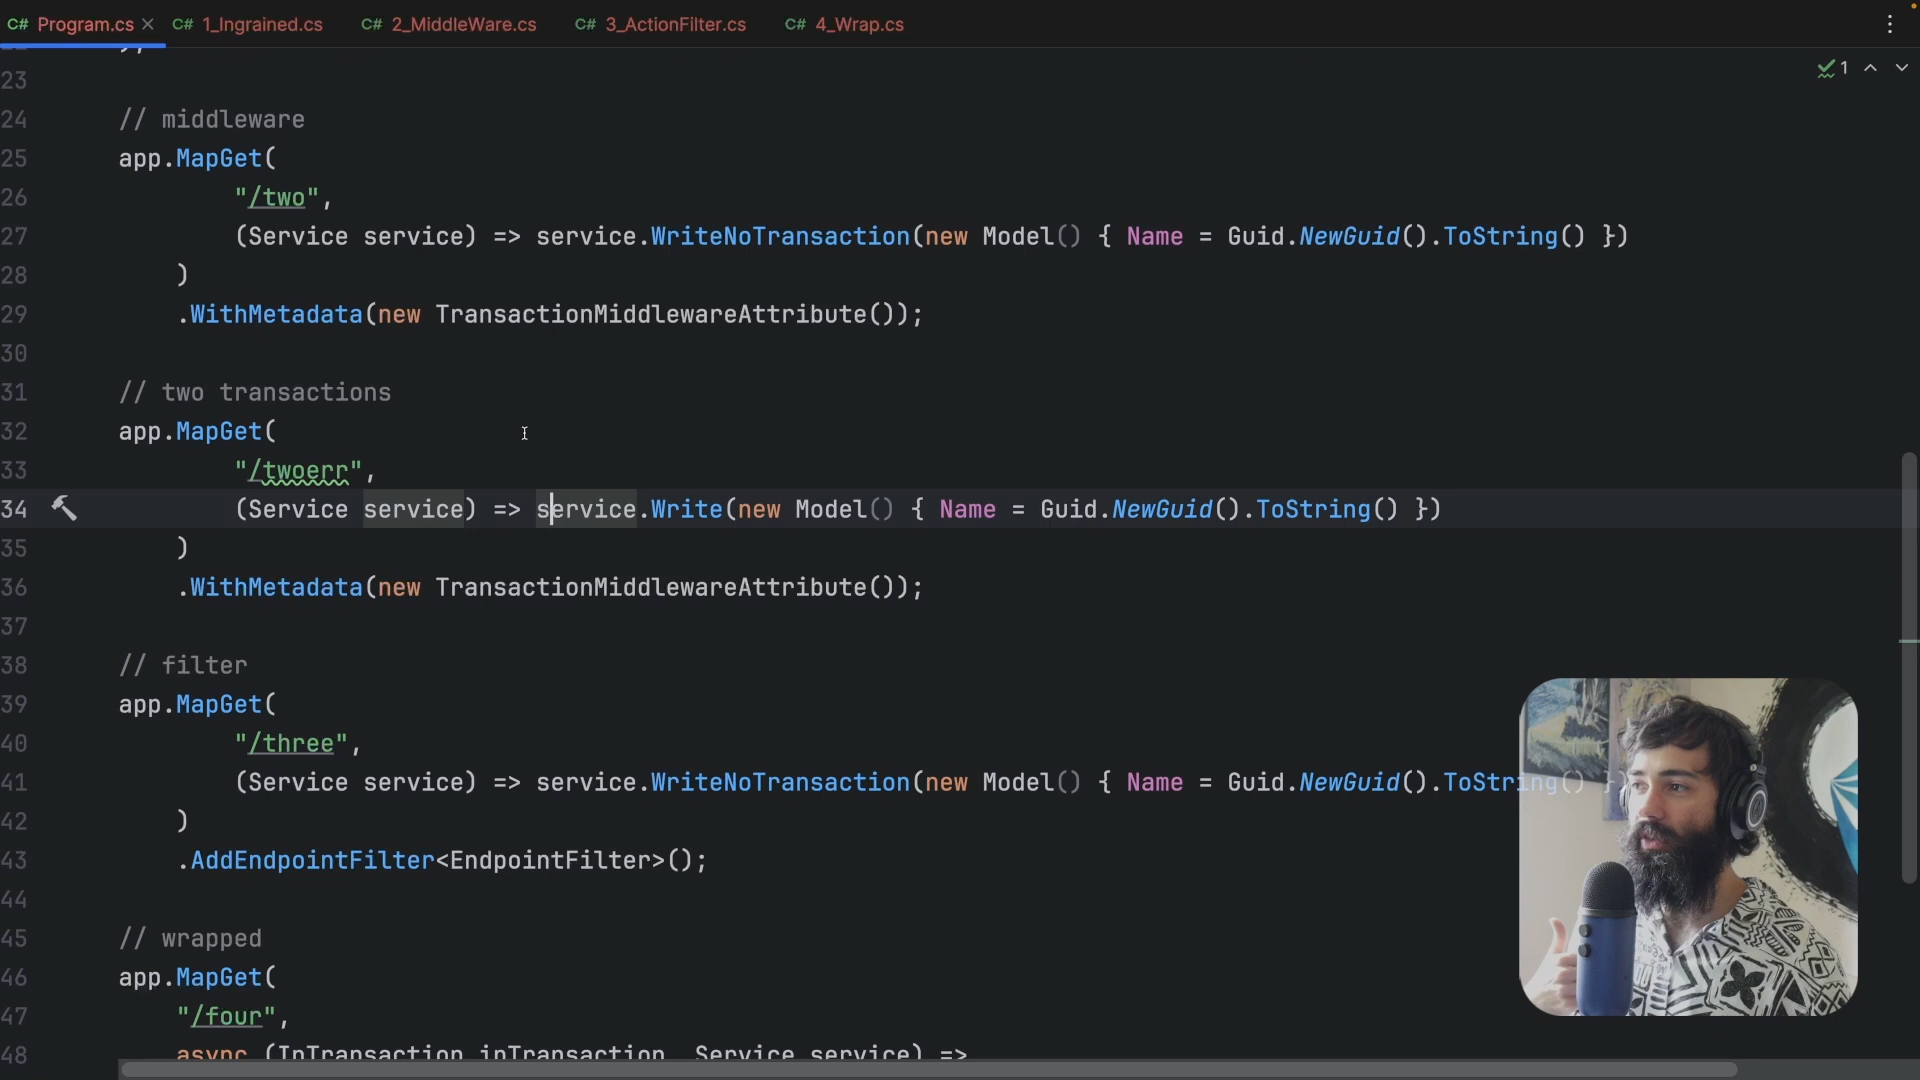 C# Program.cs C# 1_Ingrained.cs C# 2_MiddleWare.cs C# 3_ActionFilter.cs C# 4_Wrap.cs
1
23
24 // middleware
25 app.MapGet(
26 "/two",
27 (Service service) => service.WriteNoTransaction(new Model() { Name = Guid.NewGuid().ToString() })
28 )
29 .WithMetadata(new TransactionMiddlewareAttribute());
30
31 // two transactions
32 app.MapGet(
33 "/twoerr",
34 (Service service) => service.Write(new Model() { Name = Guid.NewGuid().ToString() })
35 )
36 .WithMetadata(new TransactionMiddlewareAttribute());
37
38 // filter
39 app.MapGet(
40 "/three",
41 (Service service) => service.WriteNoTransaction(new Model() { Name = Guid.NewGuid().ToString() })
42 )
43 .AddEndpointFilter<EndpointFilter>();
44
45 // wrapped
46 app.MapGet(
47 "/four",
48 async (InTransaction inTransaction, Service service) =>